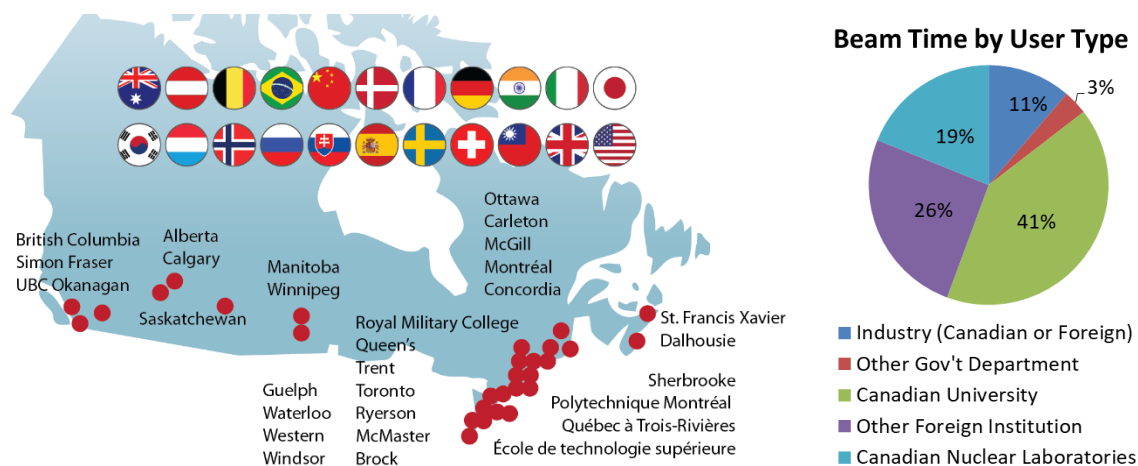 Beam Time by User Type
11%
3%
19%
26%
41%
Industry (Canadian or Foreign)
Other Gov't Department
Canadian University
Other Foreign Institution
Canadian Nuclear Laboratories
British Columbia
Simon Fraser
UBC Okanagan
Alberta
Calgary
Saskatchewan
Manitoba
Winnipeg
Ottawa
Carleton
McGill
Montréal
Concordia
Royal Military College
Queen's
Trent
Toronto
Ryerson
McMaster
Brock
Guelph
Waterloo
Western
Windsor
St. Francis Xavier
Dalhousie
Sherbrooke
Polytechnique Montréal
Québec à Trois-Rivières
École de technologie supérieure